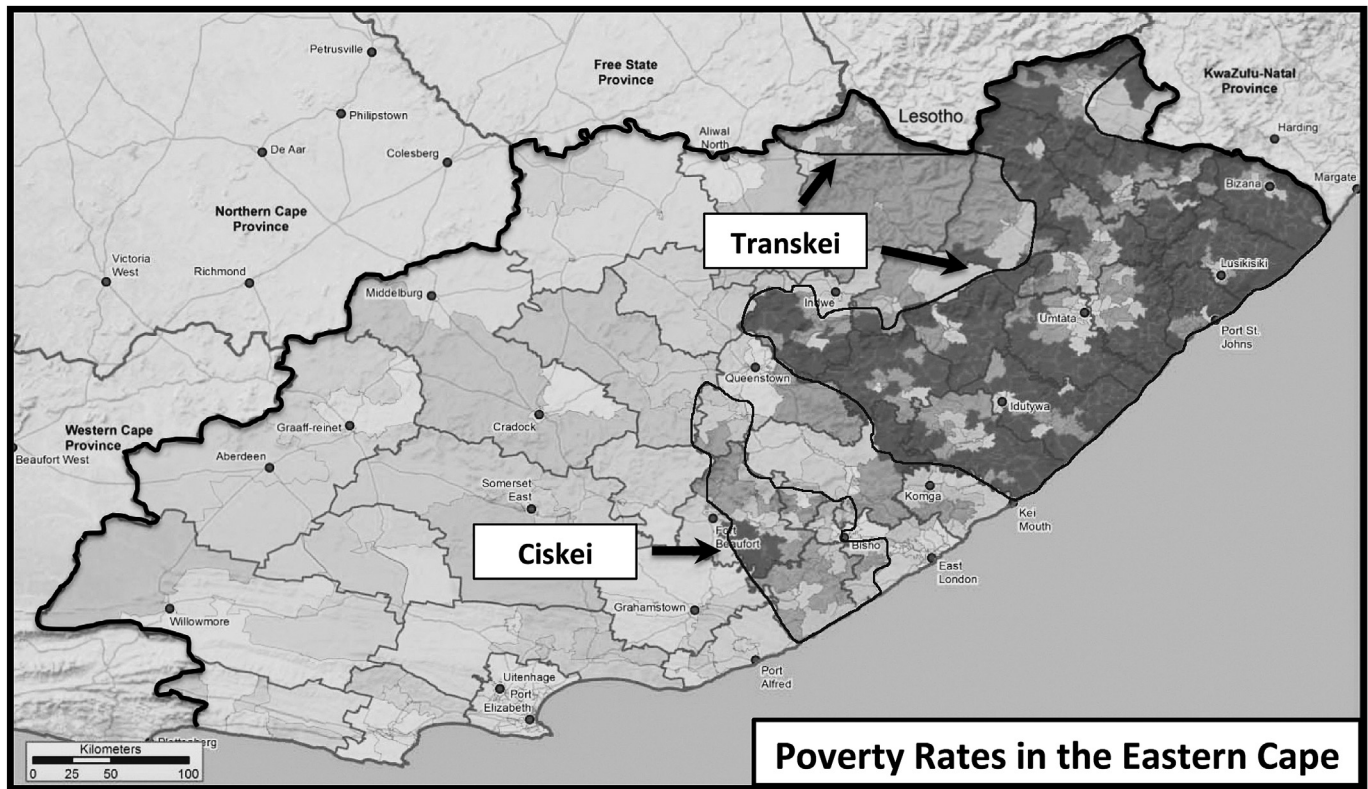 Petrusville
Free State
Province
KwaZulu-Natal
Province
Lesotho
Philipstown
Harding
Aliwal
North
De Aar
Colesberg
Margate
Bizana
Northern Cape
Province
Transkei
Victoria
West
Richmond
Lusikisiki
Middelburg
Indwe
Umtata
Port St.
Johns
Queenstown
Idutywa
Western Cape
Province
Graaff-reinet
Cradock
Beaufort West
Aberdeen
Somerset
East
Komga
Kei
Mouth
Fort
Beaufort
Bisho
Ciskei
East
London
Grahamstown
Willowmore
Port
Alfred
Uitenhage
Port
Elizabeth
Kilometers
0 25 50 100
Poverty Rates in the Eastern Cape